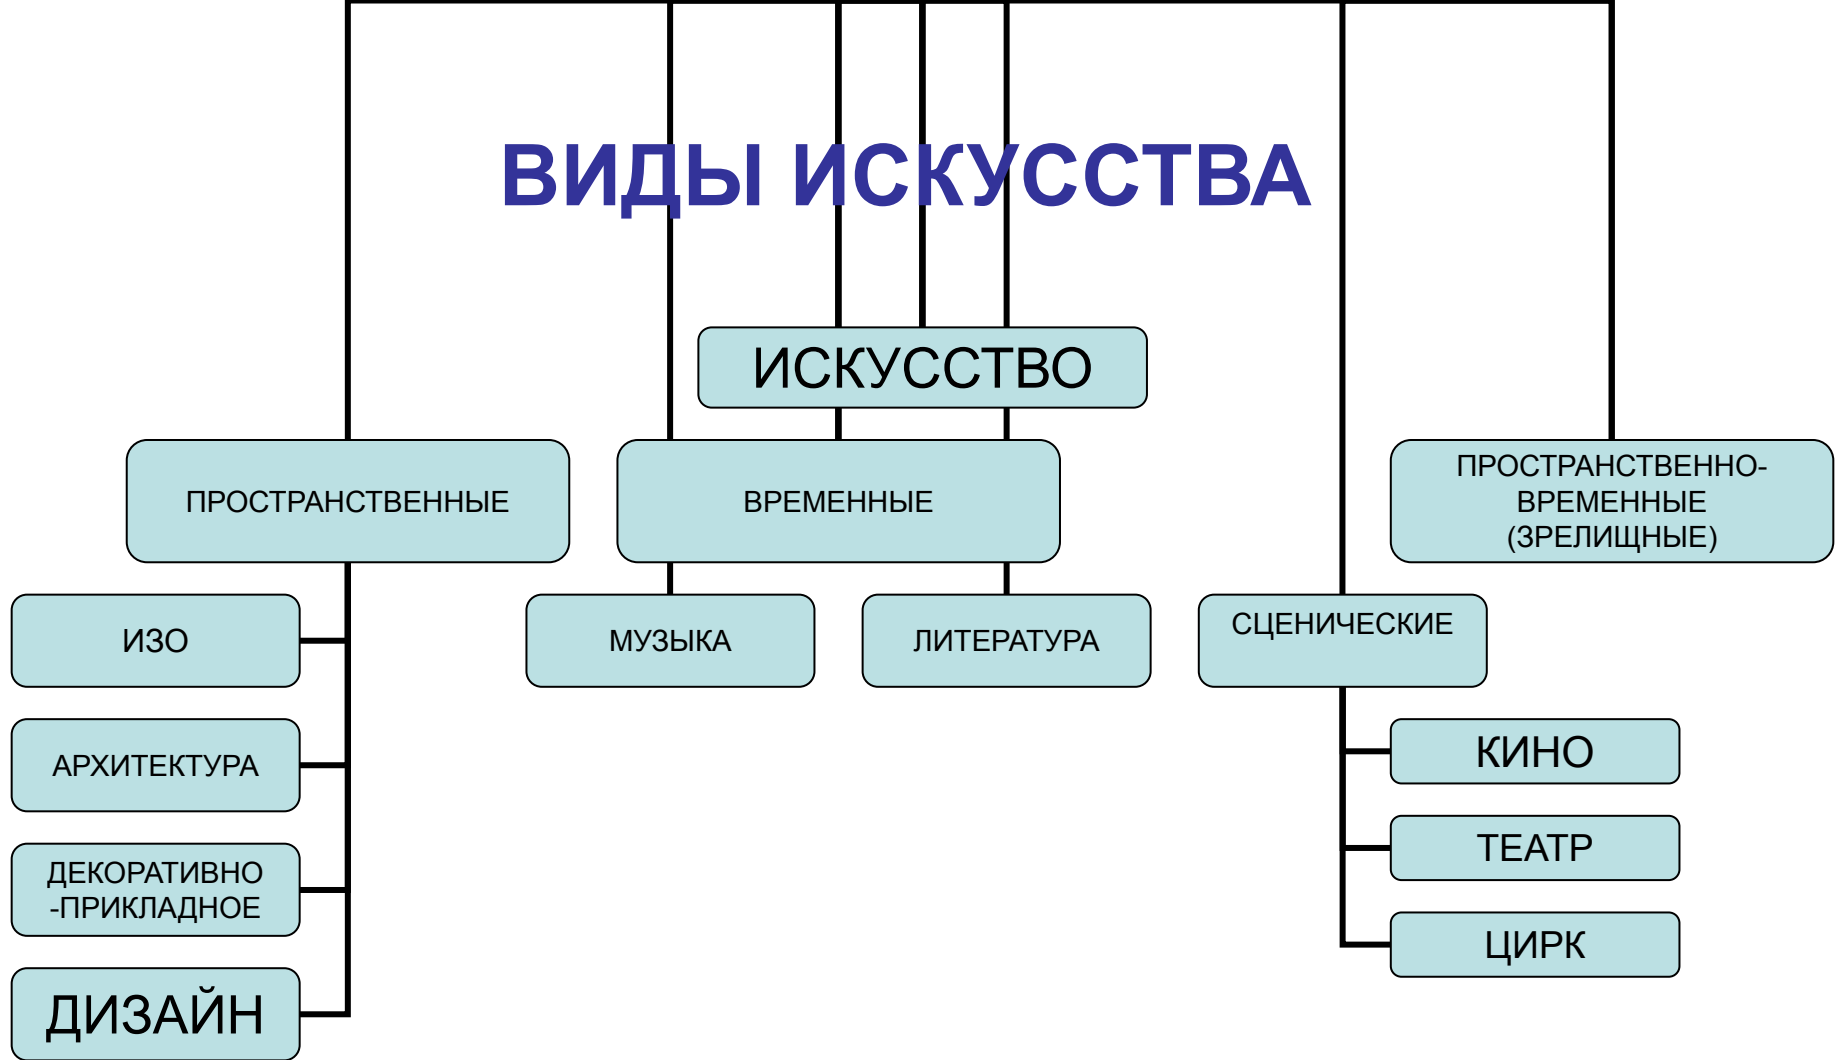 ВИДЫ ИСКУССТВА
ИСКУССТВО
ПРОСТРАНСТВЕННЫЕ
ВРЕМЕННЫЕ
ПРОСТРАНСТВЕННО-
ВРЕМЕННЫЕ
(ЗРЕЛИЩНЫЕ)
ИЗО
МУЗЫКА
ЛИТЕРАТУРА
СЦЕНИЧЕСКИЕ
АРХИТЕКТУРА
КИНО
ДЕКОРАТИВНО
-ПРИКЛАДНОЕ
ТЕАТР
ЦИРК
ДИЗАЙН